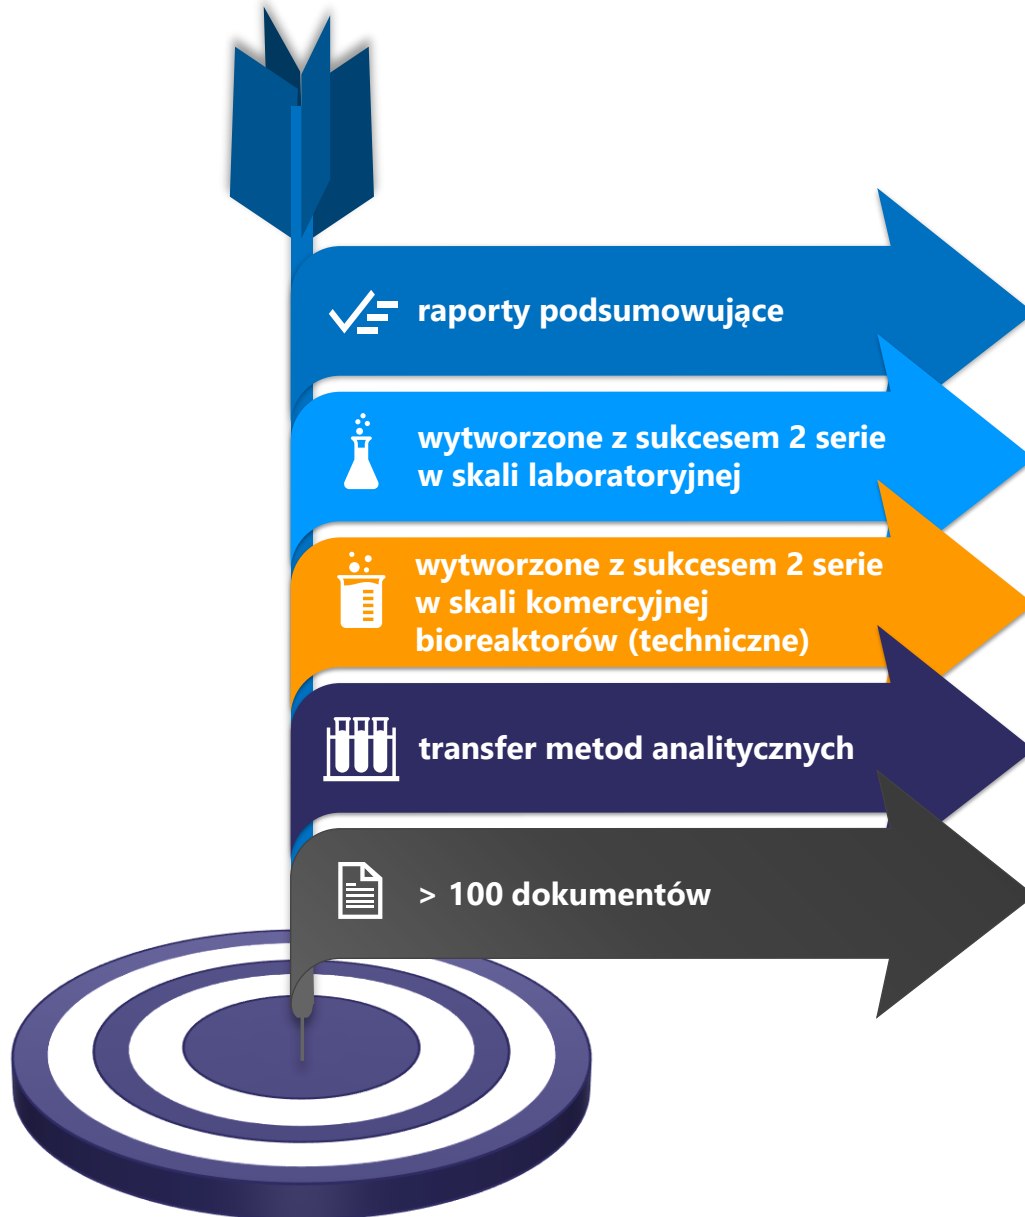 raporty podsumowujące
wytworzone z sukcesem 2 serie
w skali laboratoryjnej
wytworzone z sukcesem 2 serie
w skali komercyjnej
bioreaktorów (techniczne)
transfer metod analitycznych
> 100 dokumentów